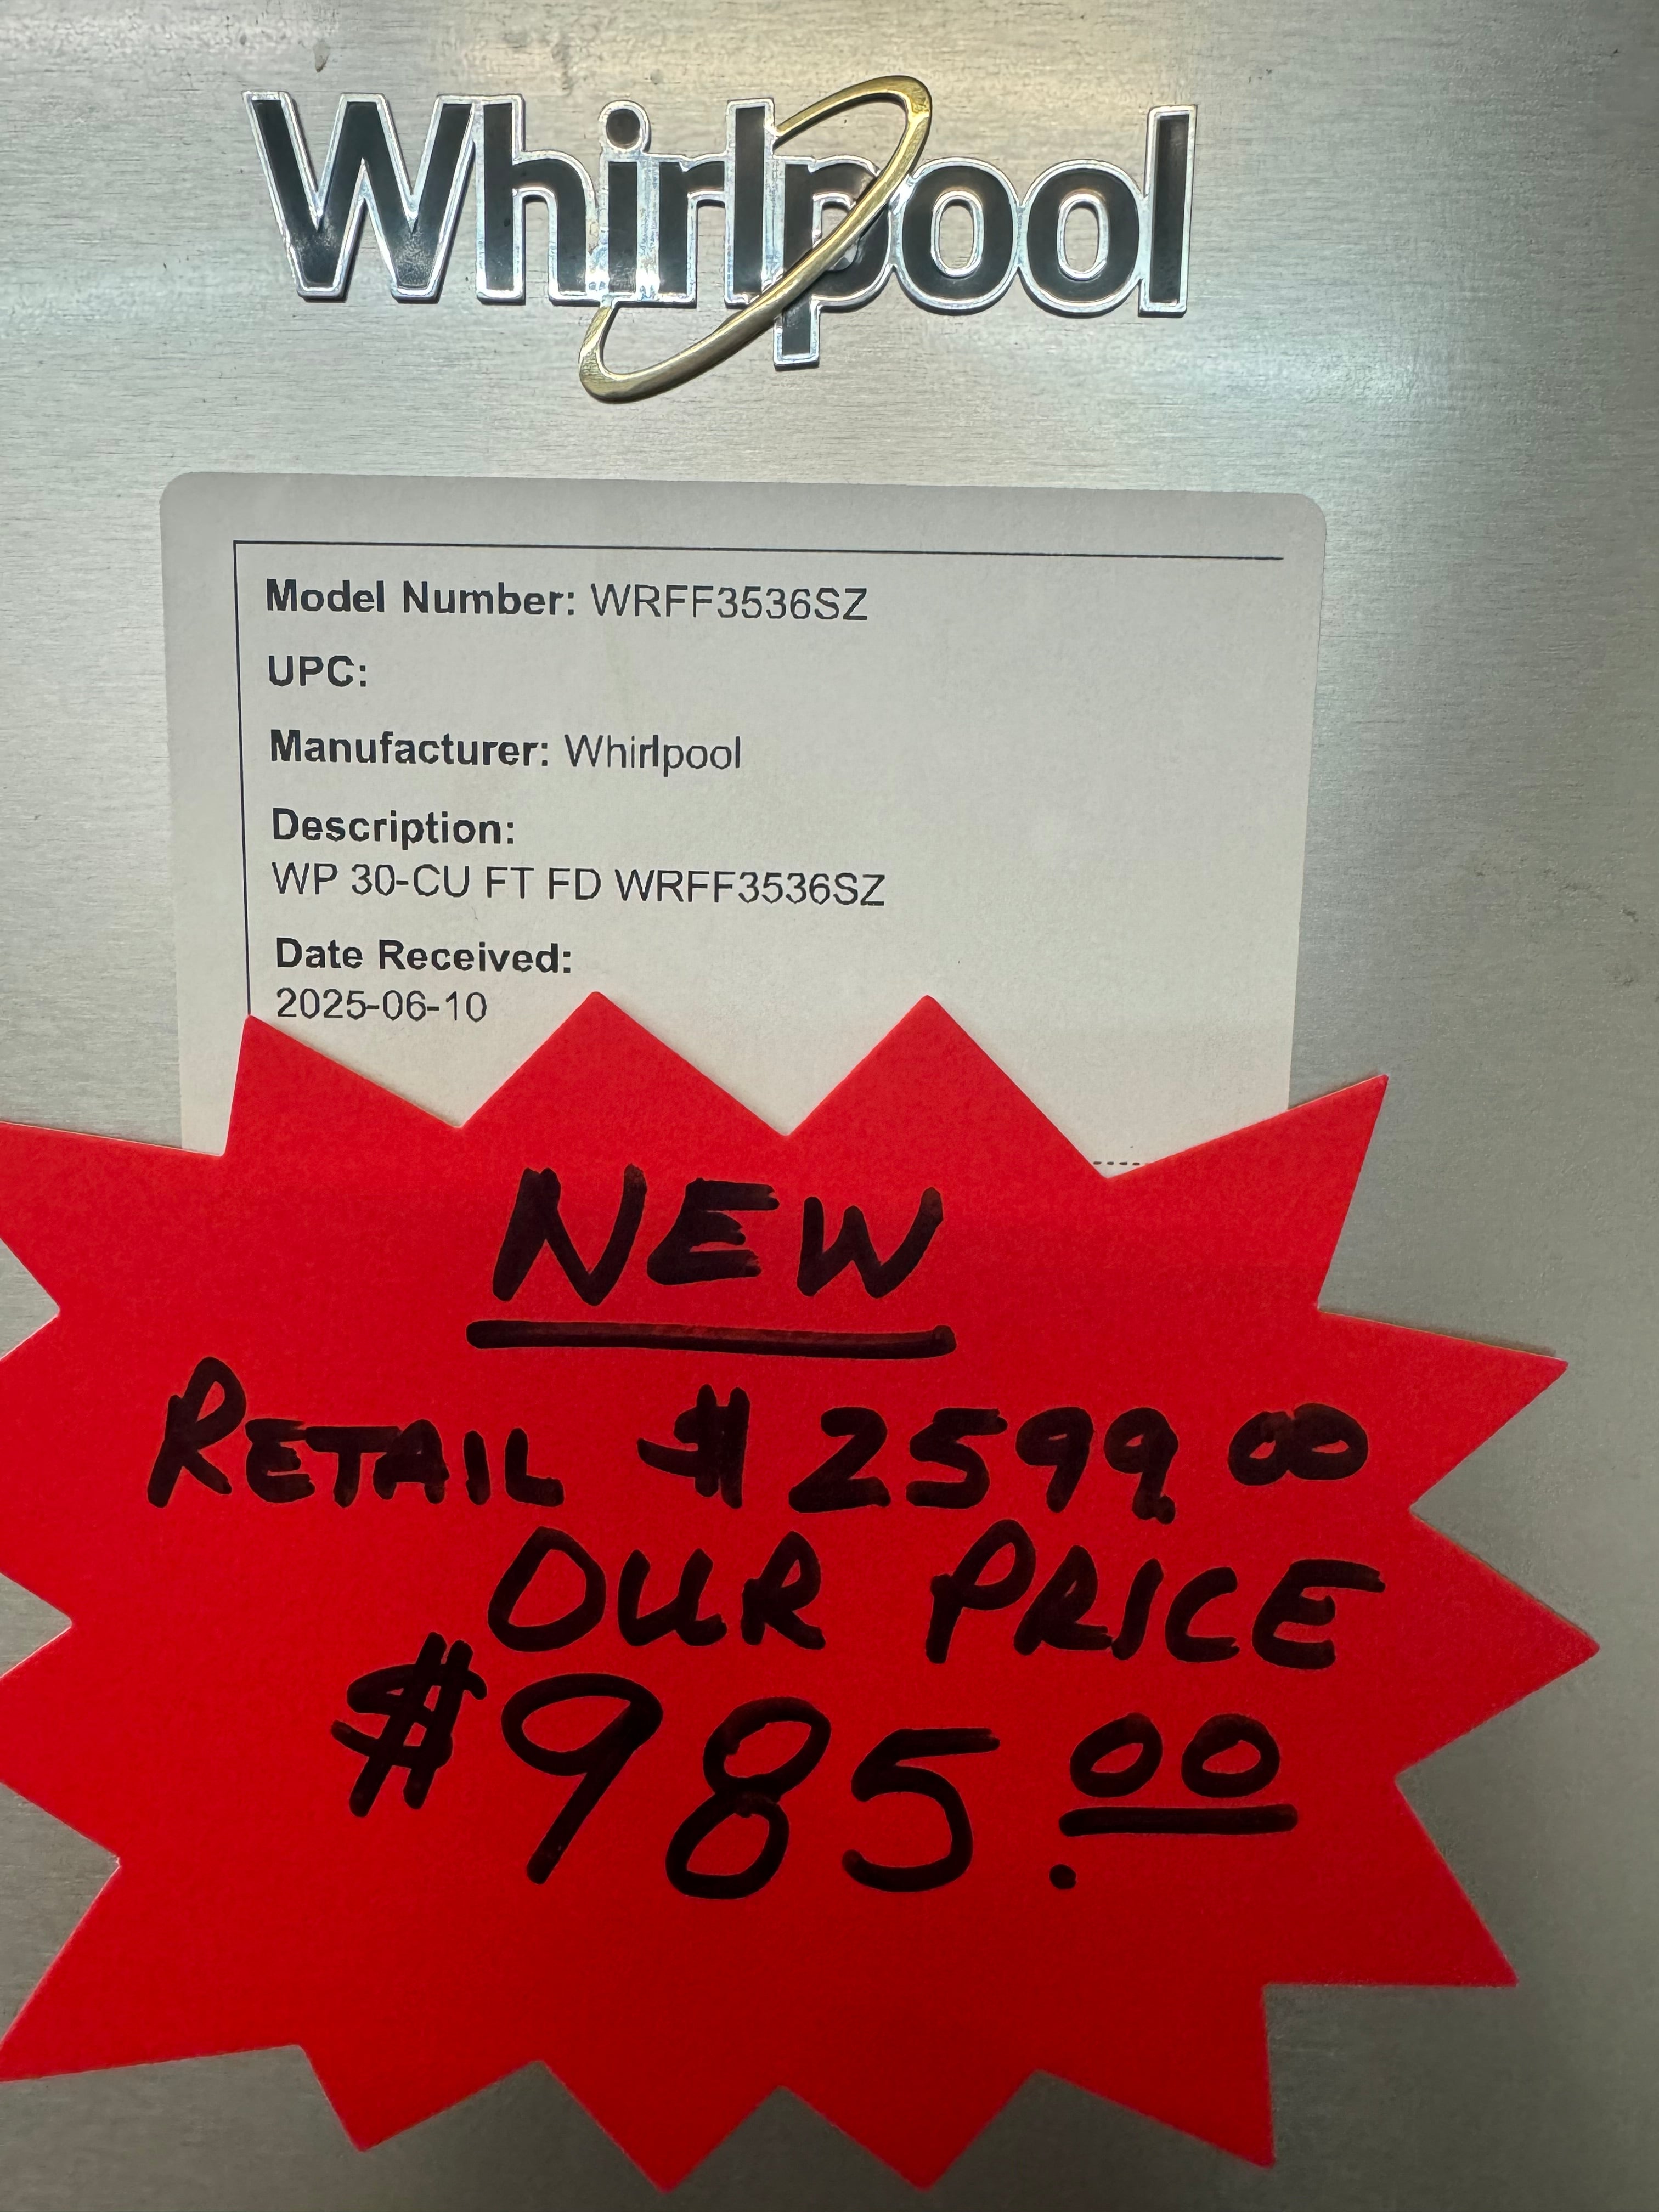 Whirlpool
Model Number: WRFF3536SZ
UPC:
Manufacturer: Whirlpool
Description:
WP 30-CU FT FD WRFF3536SZ
Date Received:
2025-06-10
NEW
RETAIL $2599.00
OUR PRICE
$985.00